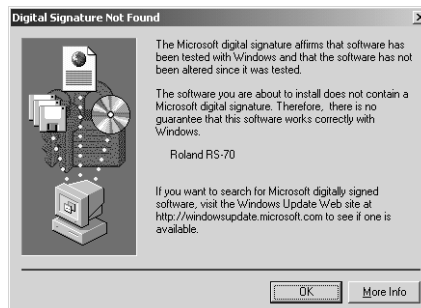 Digital Signature Not Found
The Microsoft digital signature affirms that software has
been tested with Windows and that the software has not
been altered since it was tested.
The software you are about to install does not contain a
Microsoft digital signature. Therefore, there is no
guarantee that this software works correctly with
Windows.
Roland RS-70
If you want to search for Microsoft digitally signed
software, visit the Windows Update Web site at
http://windowsupdate.microsoft.com to see if one is
available.
OK
More Info